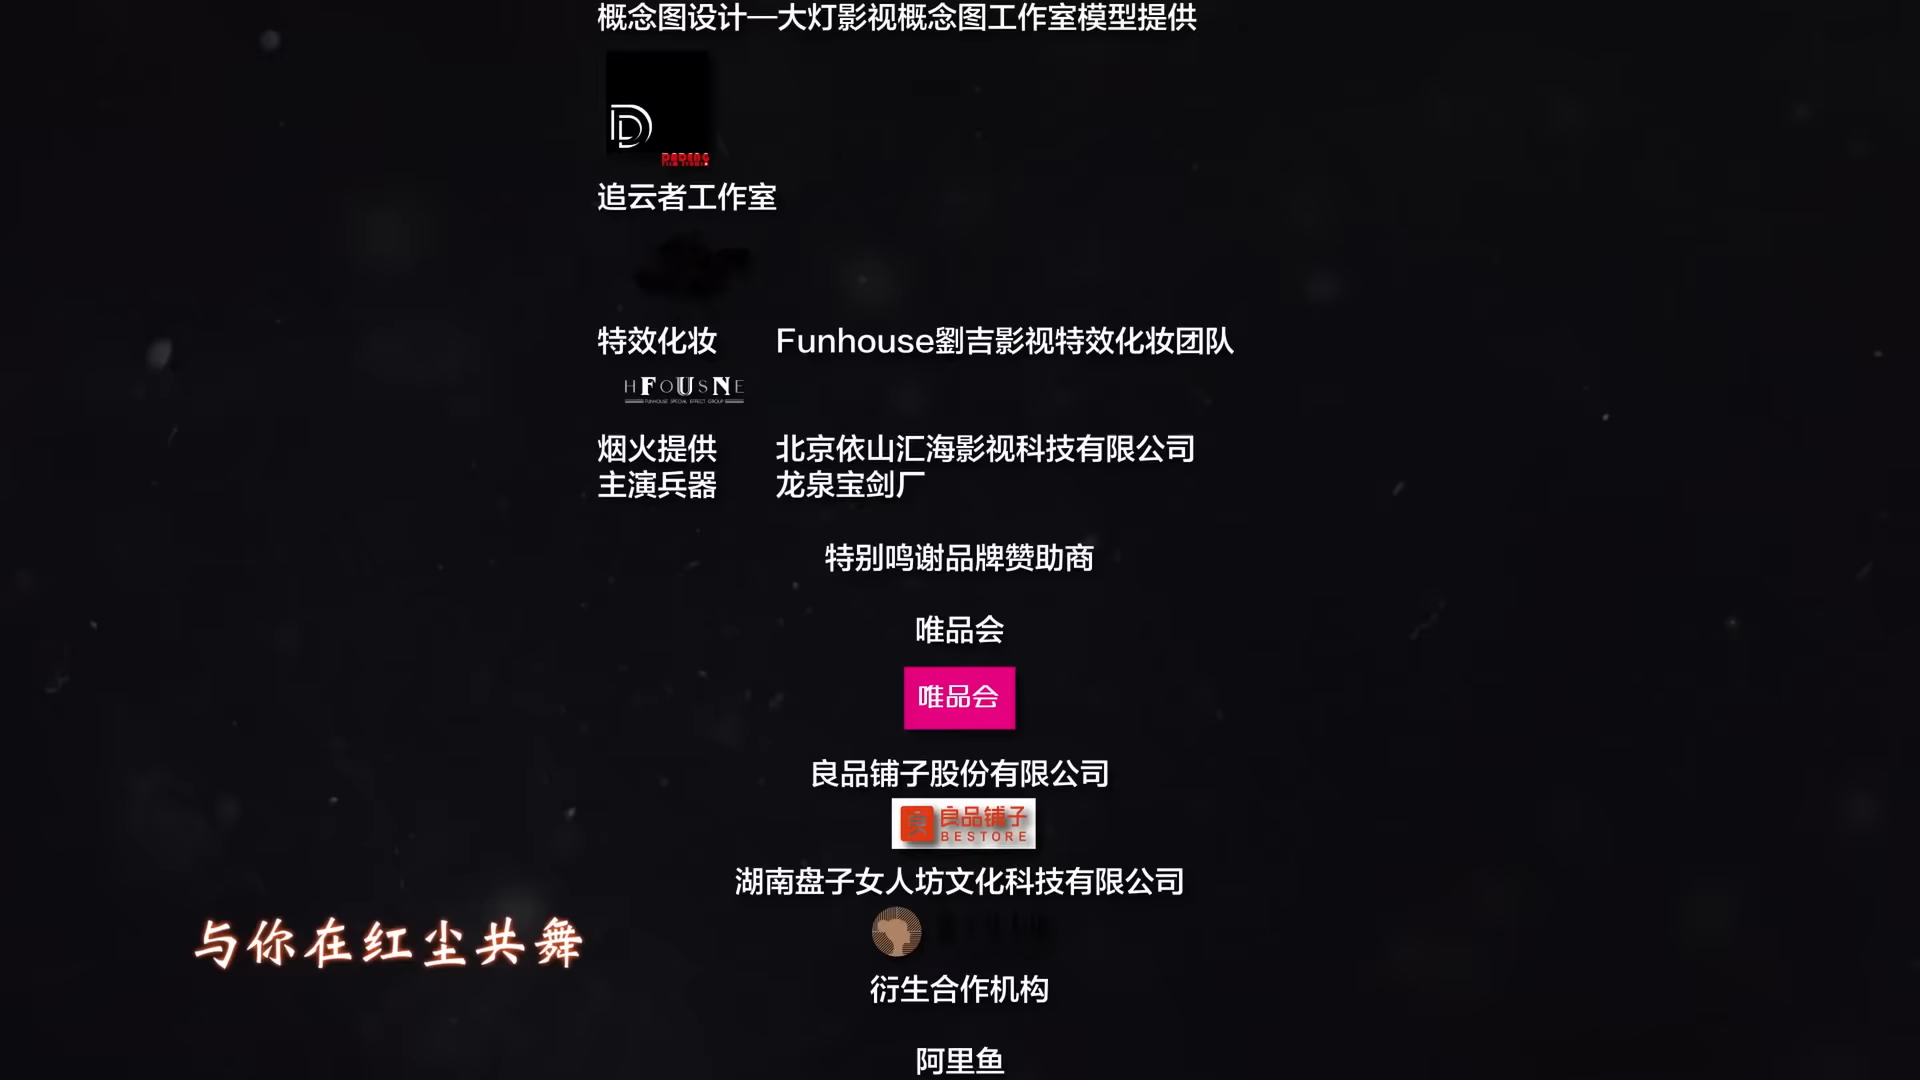 概念图设计—大灯影视概念图工作室模型提供
D
DADENG
追云者工作室
特效化妆 Funhouse劉吉影视特效化妆团队
HFOUSNE
FUNHOUSE SPECIAL EFFECT GROUP
烟火提供 北京依山汇海影视科技有限公司
主演兵器 龙泉宝剑厂
特别鸣谢品牌赞助商
唯品会
唯品会
良品铺子股份有限公司
良 良品铺子
BESTORE
湖南盘子女人坊文化科技有限公司
与你在红尘共舞
衍生合作机构
阿里鱼